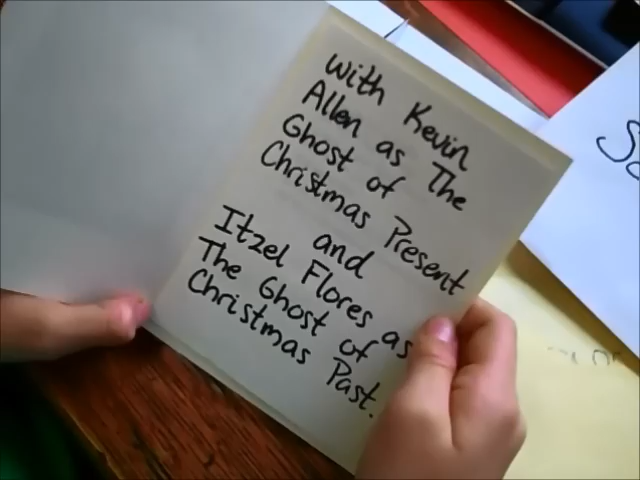 with Kevin
Allen as The
Ghost of
Christmas Present
and
Itzel Flores as
The Ghost of
Christmas Past.